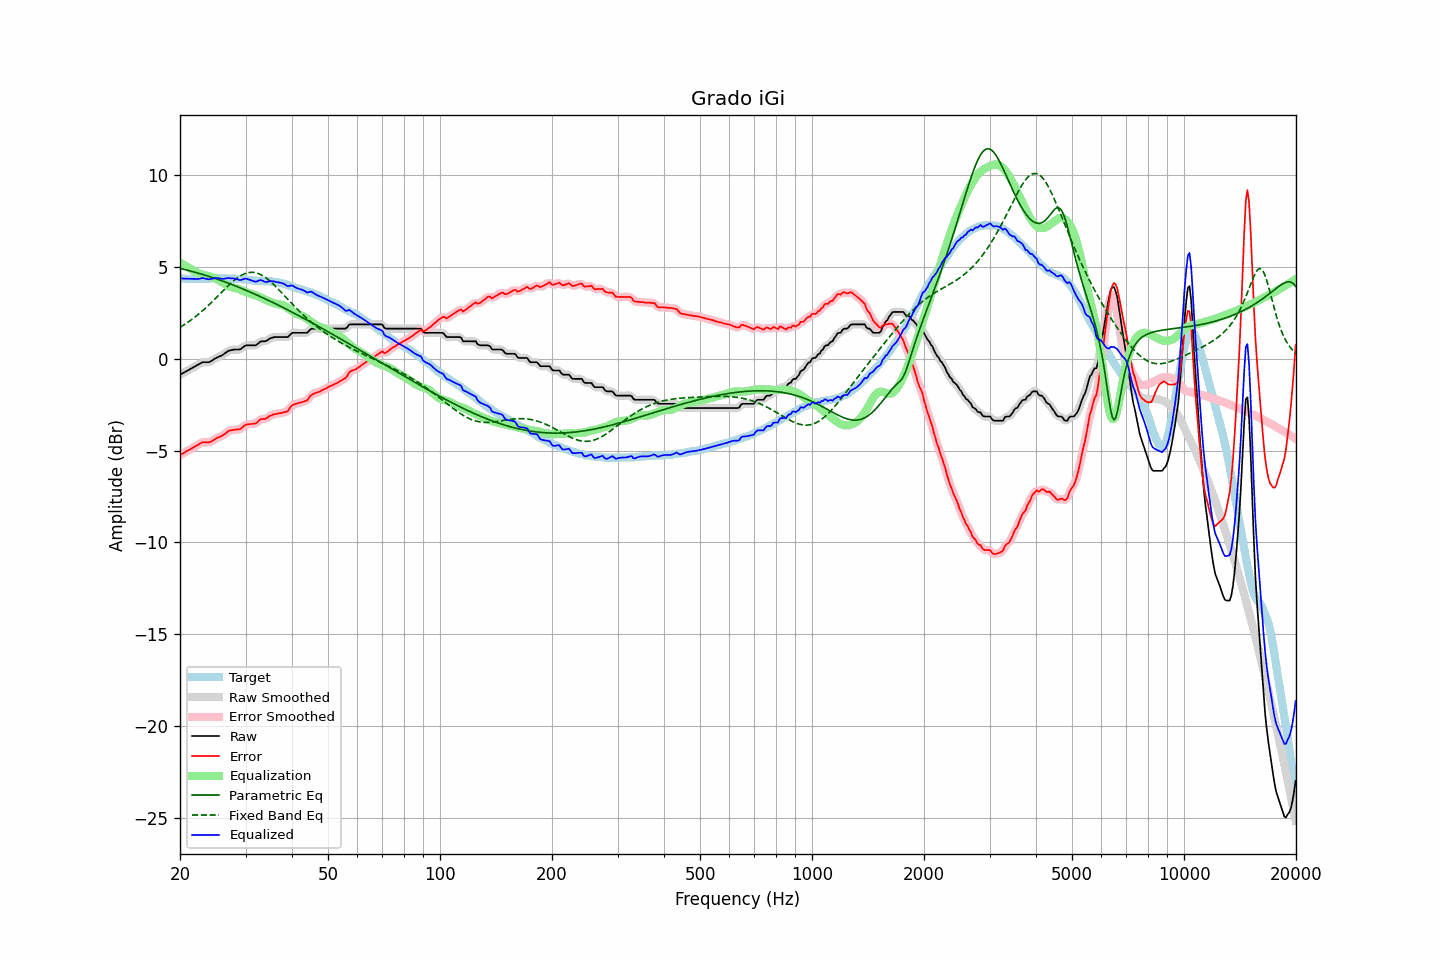 Grado iGi
Amplitude (dBr)
10
5
0
−5
−10
−15
−20
−25
Target
Raw Smoothed
Error Smoothed
Raw
Error
Equalization
Parametric Eq
Fixed Band Eq
Equalized
20 50 100 200 500 1000 2000 5000 10000 20000
Frequency (Hz)